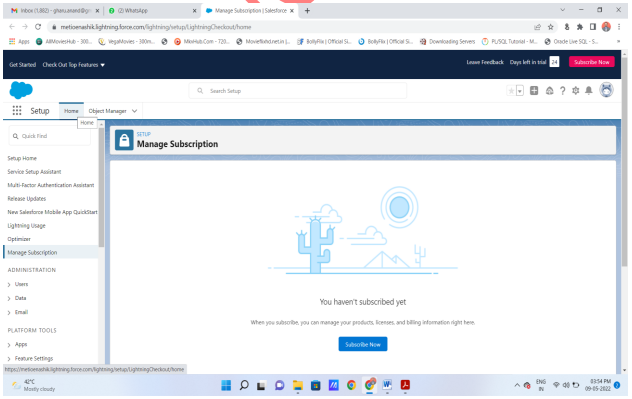 Inbox (1,082) - gharu.anand@g
(2) WhatsApp
Manage Subscription | Salesforce
metioenashik.lightning.force.com/lightning/setup/LightningCheckout/home
Apps
AllMoviesHub - 300...
VegaMovies - 300m...
MkvHub.Com - 720...
Movieflixhd.net.in |...
BollyFlix | Official Si...
BollyFlix | Official Si...
Downloading Servers
PL/SQL Tutorial - M...
Oracle Live SQL - S...
Get Started
Check Out Top Features
Leave Feedback
Days left in trial
24
Subscribe Now
Search Setup
Setup
Home
Object Manager
Home
Quick Find
SETUP
Manage Subscription
Setup Home
Service Setup Assistant
Multi-Factor Authentication Assistant
Release Updates
New Salesforce Mobile App QuickStart
Lightning Usage
Optimizer
Manage Subscription
ADMINISTRATION
Users
Data
Email
PLATFORM TOOLS
Apps
Feature Settings
You haven't subscribed yet
When you subscribe, you can manage your products, licenses, and billing information right here.
Subscribe Now
https://metioenashik.lightning.force.com/lightning/setup/LightningCheckout/home
42°C
Mostly cloudy
ENG
IN
03:54 PM
09-05-2022